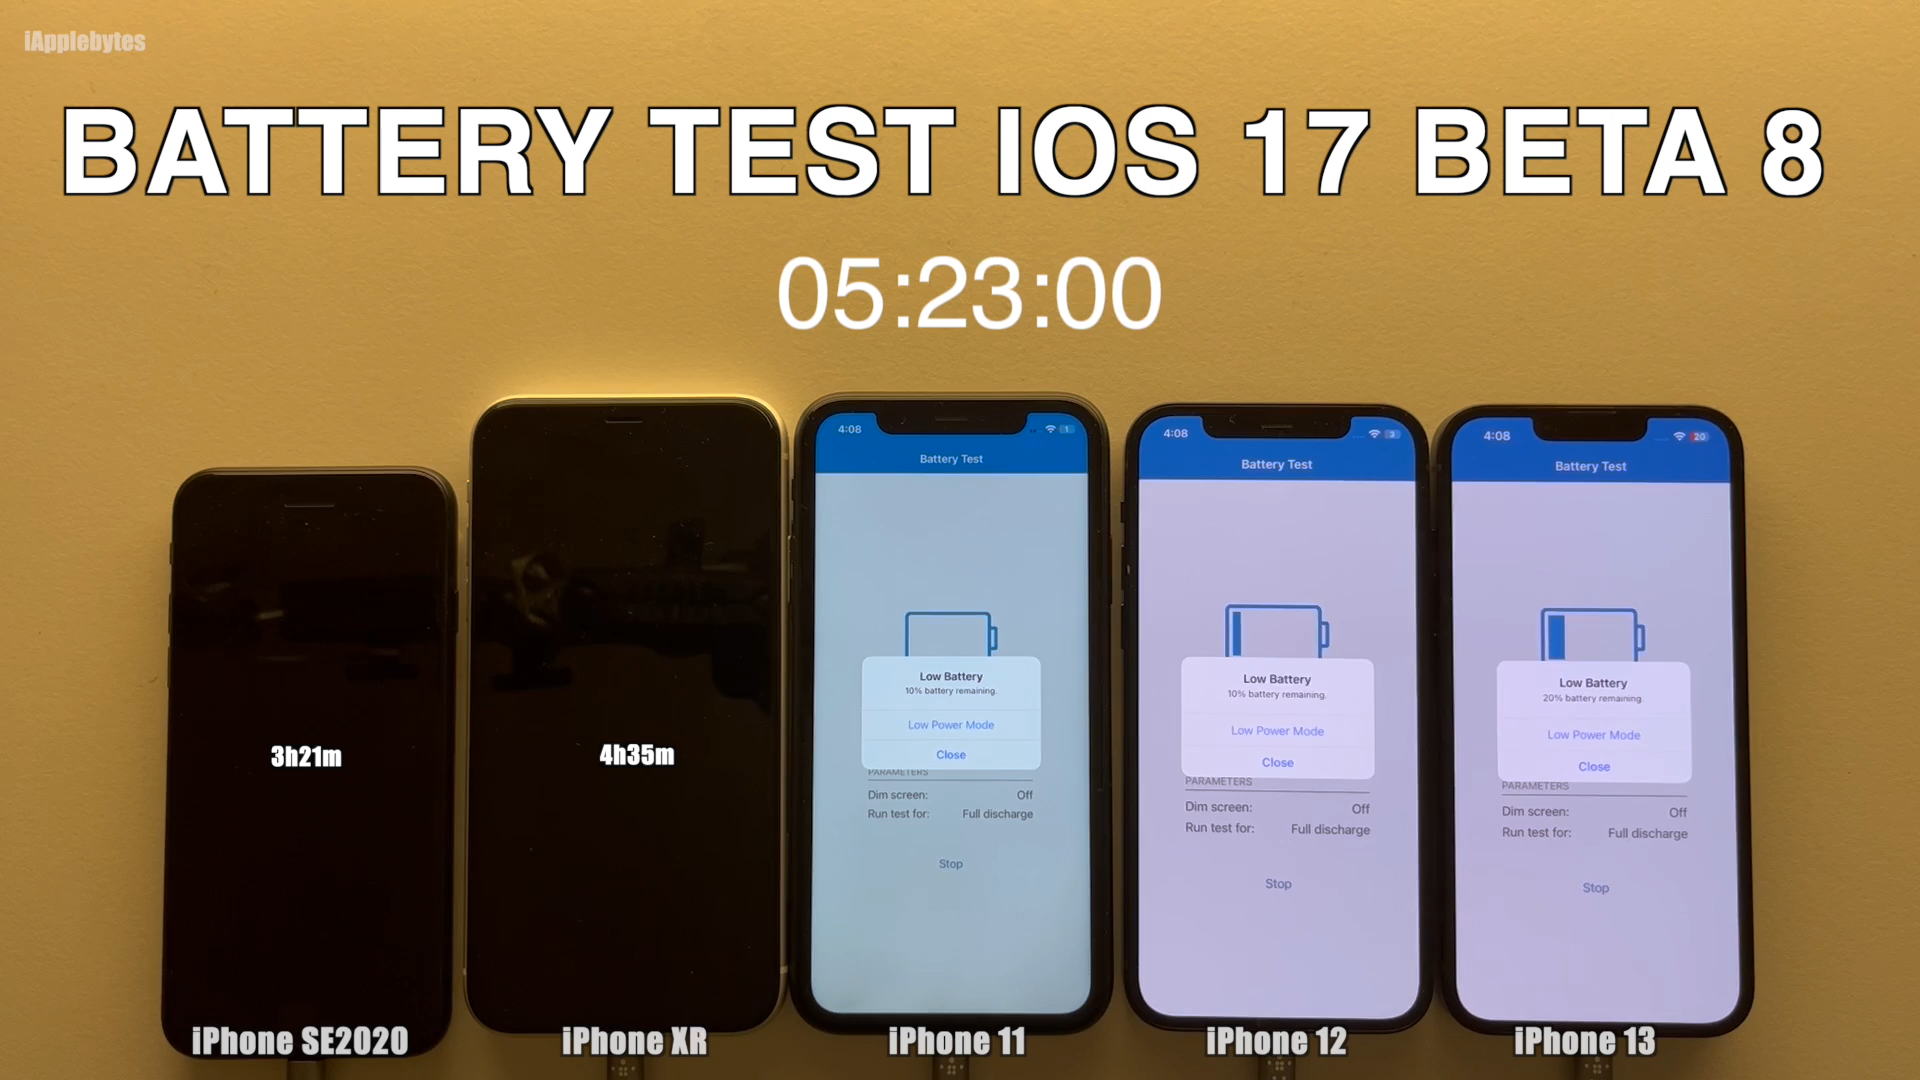 iApplebytes
BATTERY TEST IOS 17 BETA 8
05:23:00
4:08
1
Battery Test
Low Battery
10% battery remaining.
Low Power Mode
Close
PARAMETERS
Dim screen: Off
Run test for: Full discharge
Stop
4:08
3
Battery Test
Low Battery
10% battery remaining.
Low Power Mode
Close
PARAMETERS
Dim screen: Off
Run test for: Full discharge
Stop
4:08
20
Battery Test
Low Battery
20% battery remaining.
Low Power Mode
Close
PARAMETERS
Dim screen: Off
Run test for: Full discharge
Stop
3h21m
4h35m
iPhone SE2020
iPhone XR
iPhone 11
iPhone 12
iPhone 13